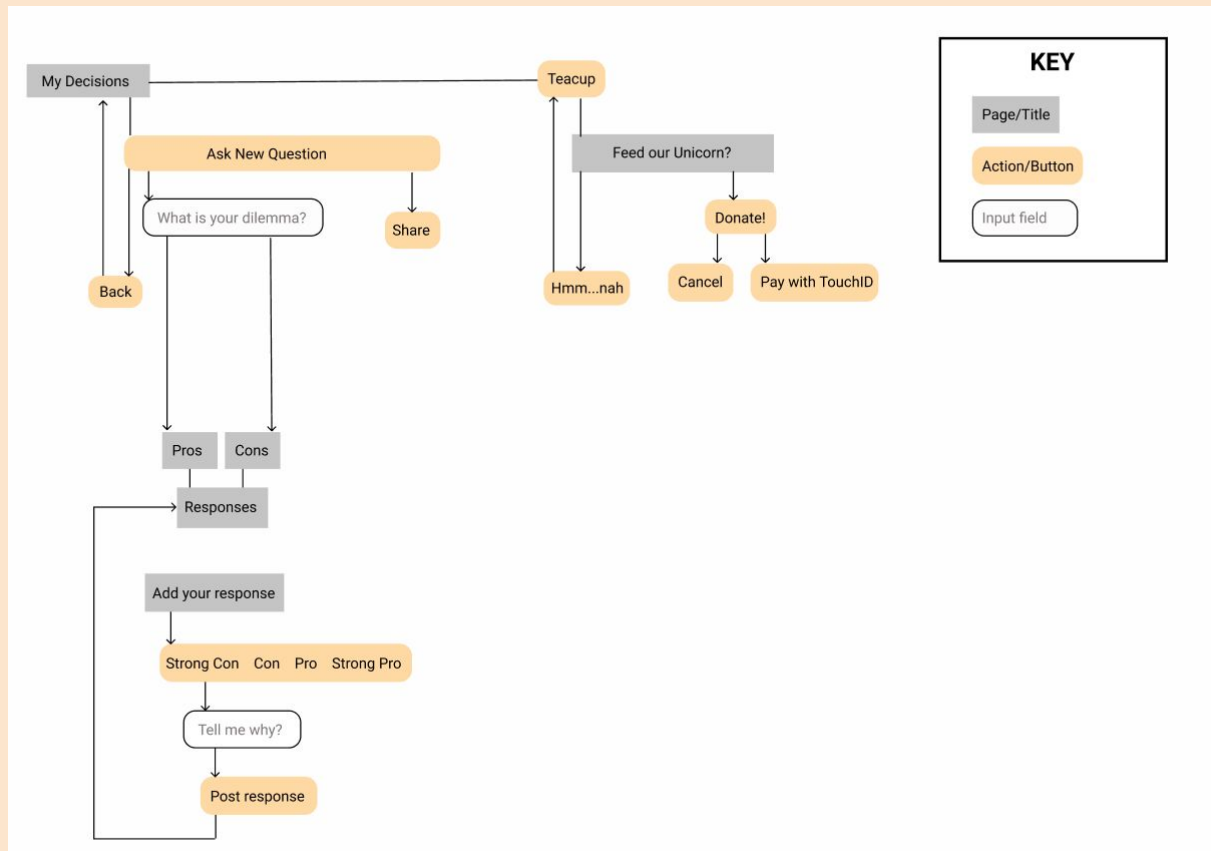 My Decisions
Teacup
Ask New Question
Feed our Unicorn?
What is your dilemma?
Share
Donate!
Back
Hmm...nah
Cancel
Pay with TouchID
Pros
Cons
Responses
Add your response
Strong Con Con Pro Strong Pro
Tell me why?
Post response
KEY
Page/Title
Action/Button
Input field